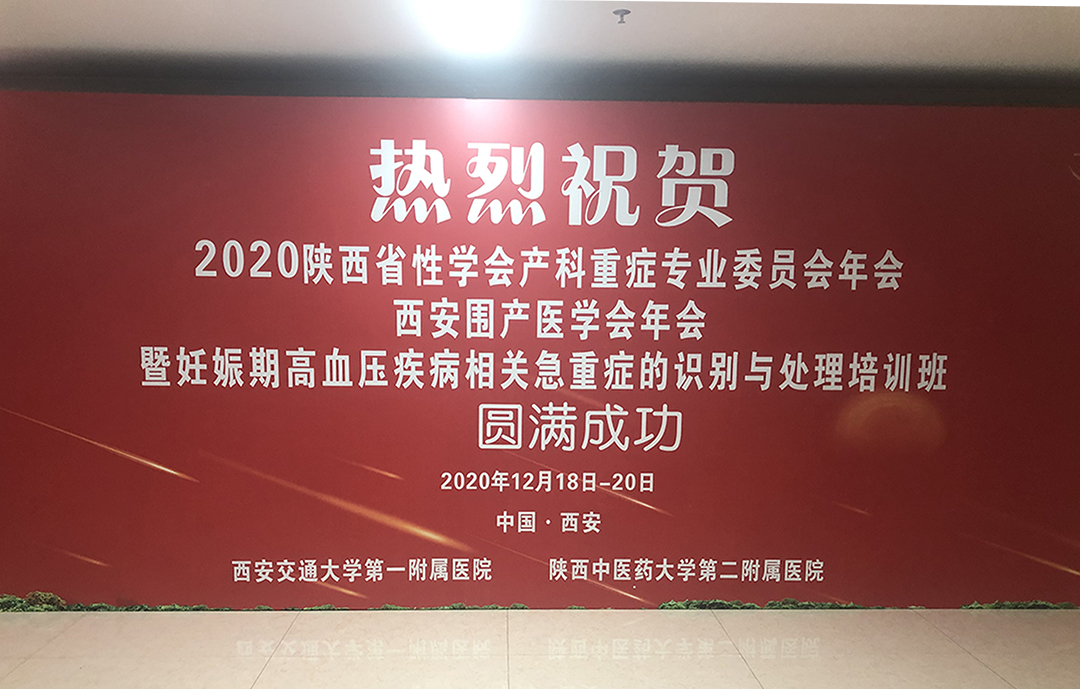 热烈祝贺
2020陕西省性学会产科重症专业委员会年会
西安围产医学会年会
暨妊娠期高血压疾病相关急重症的识别与处理培训班
圆满成功
2020年12月18日-20日
中国·西安
西安交通大学第一附属医院 陕西中医药大学第二附属医院